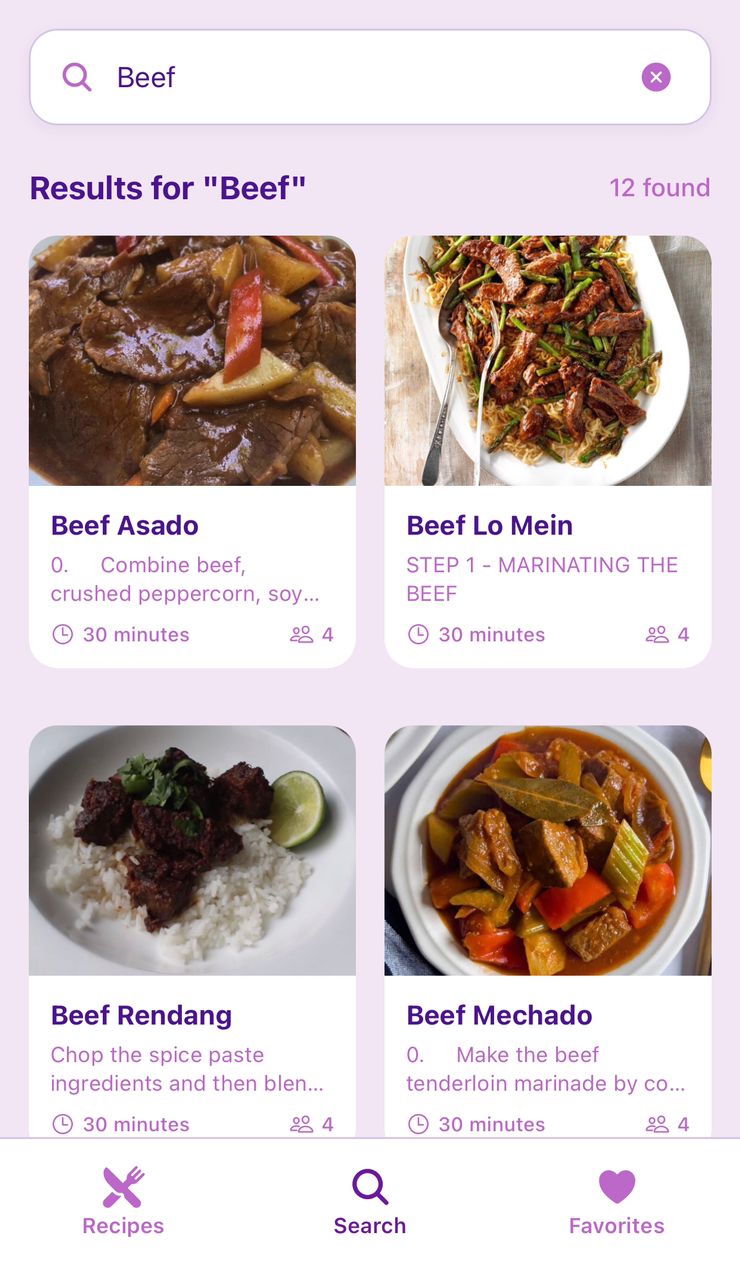 Beef
Results for "Beef"
12 found
Beef Asado
0. Combine beef,
crushed peppercorn, soy...
30 minutes
4
Beef Lo Mein
STEP 1 - MARINATING THE
BEEF
30 minutes
4
Beef Rendang
Chop the spice paste
ingredients and then blen...
30 minutes
4
Beef Mechado
0. Make the beef
tenderloin marinade by co...
30 minutes
4
Recipes
Search
Favorites